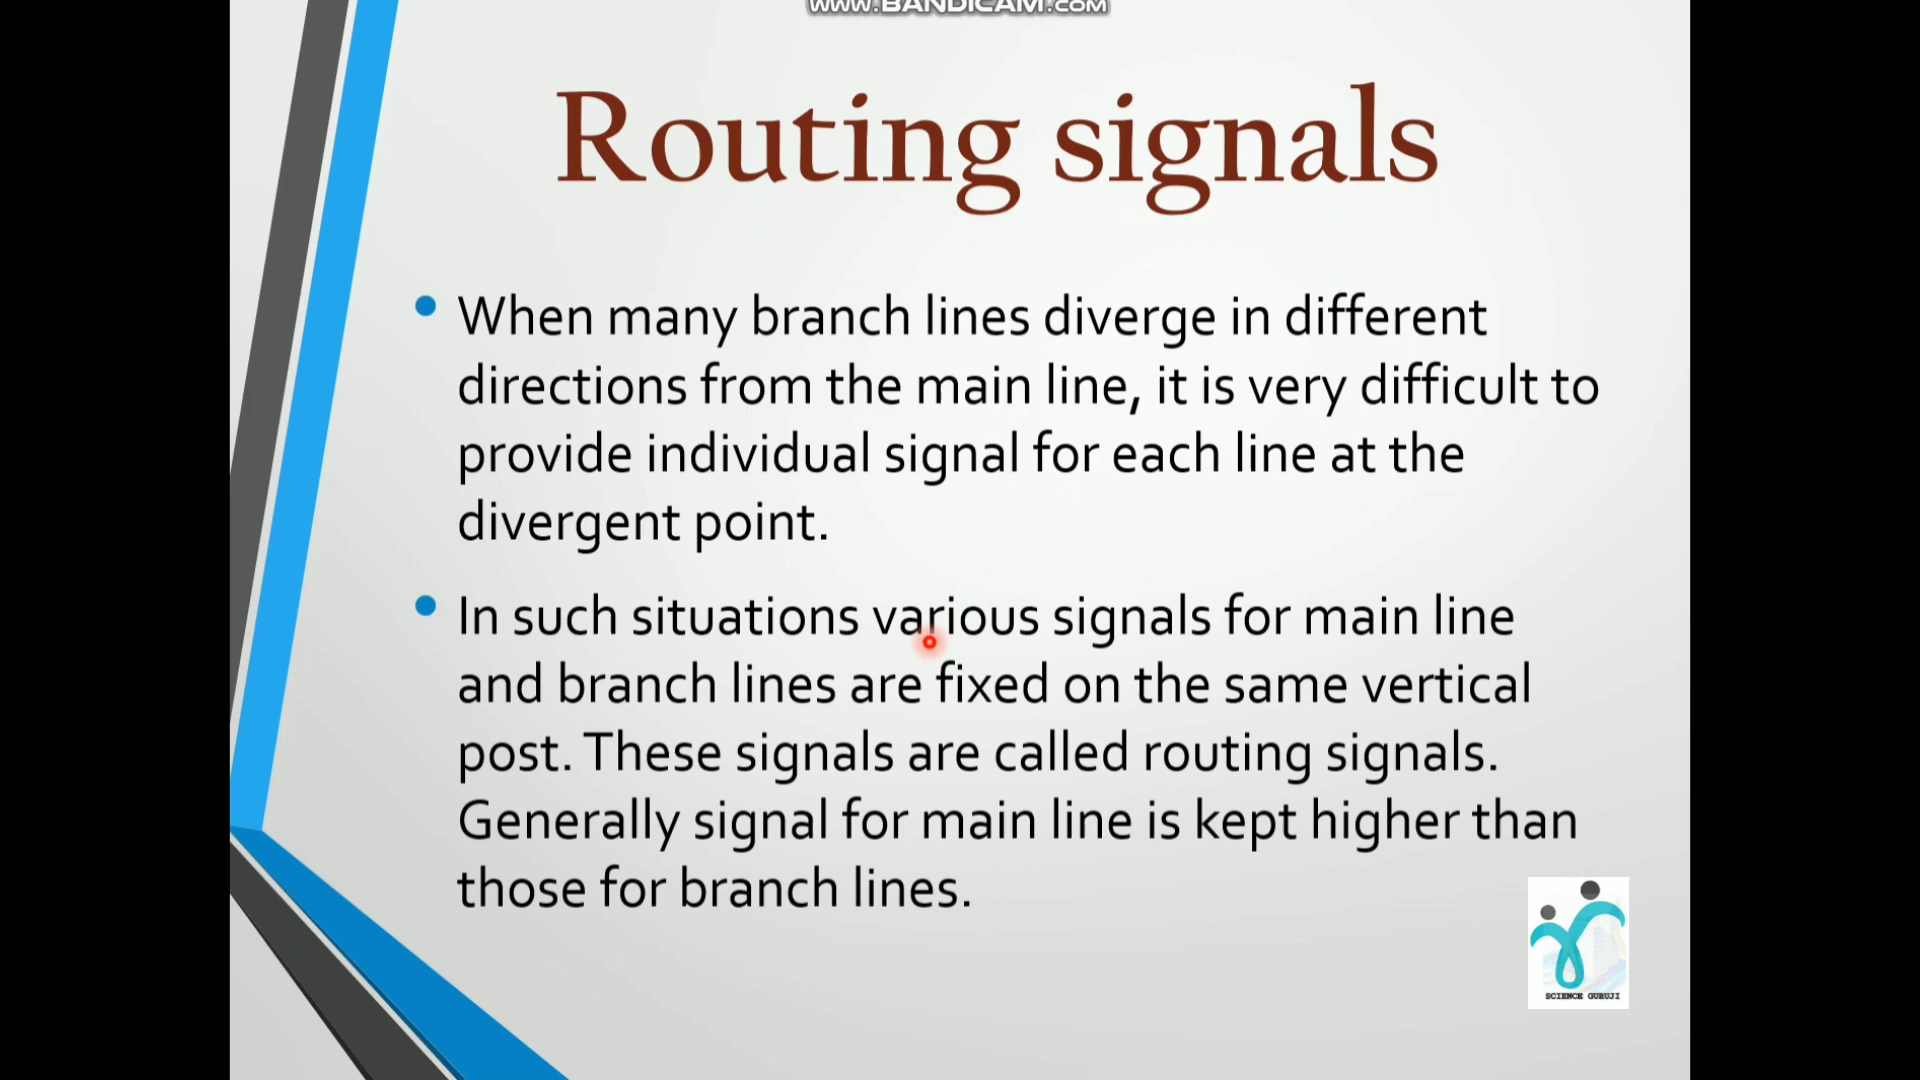 www.BANDICAM.com
Routing signals
• When many branch lines diverge in different
directions from the main line, it is very difficult to
provide individual signal for each line at the
divergent point.
• In such situations various signals for main line
and branch lines are fixed on the same vertical
post. These signals are called routing signals.
Generally signal for main line is kept higher than
those for branch lines.
SCIENCE GURUJI